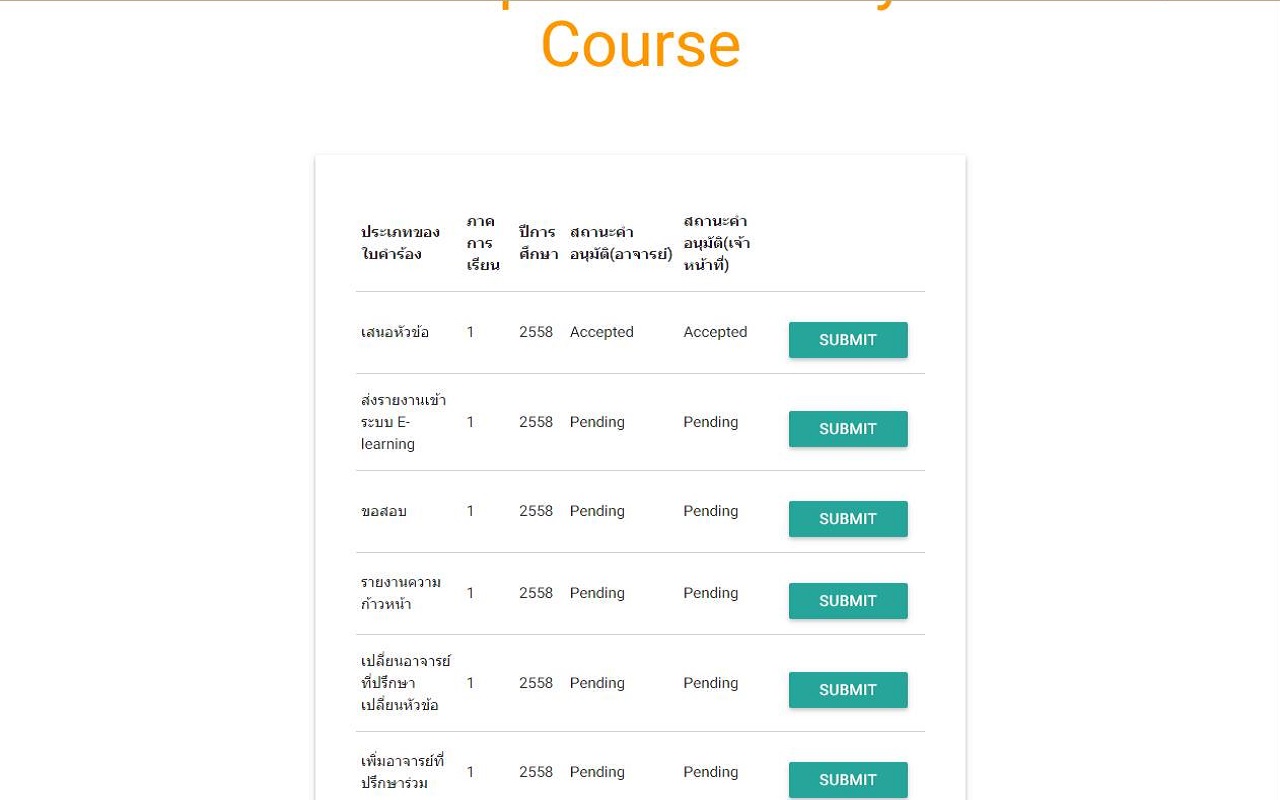 Course
ประเภทของ
ใบคำร้อง
ภาค
การ
เรียน
ปีการ
ศึกษา
สถานะคำ
อนุมัติ(อาจารย์)
สถานะคำ
อนุมัติ(เจ้า
หน้าที่)
เสนอหัวข้อ 1 2558 Accepted Accepted SUBMIT
ส่งรายงานเข้า
ระบบ E-
learning
1 2558 Pending Pending SUBMIT
ขอสอบ 1 2558 Pending Pending SUBMIT
รายงานความ
ก้าวหน้า
1 2558 Pending Pending SUBMIT
เปลี่ยนอาจารย์
ที่ปรึกษา
เปลี่ยนหัวข้อ
1 2558 Pending Pending SUBMIT
เพิ่มอาจารย์ที่
ปรึกษาร่วม
1 2558 Pending Pending SUBMIT